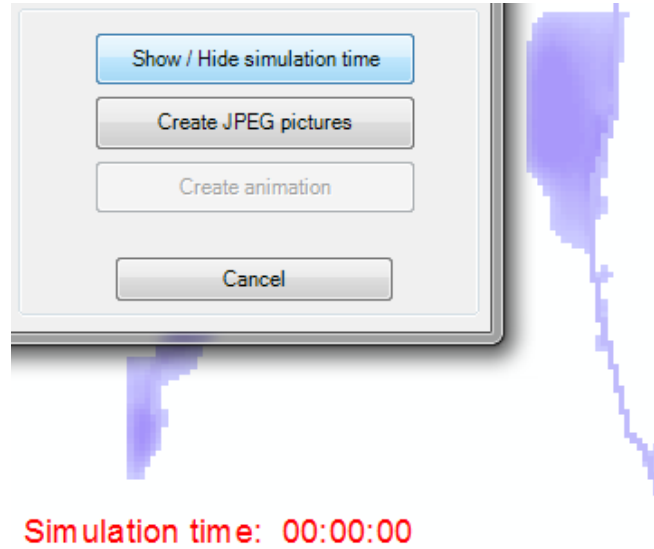 Show / Hide simulation time
Create JPEG pictures
Create animation
Cancel
Simulation time: 00:00:00